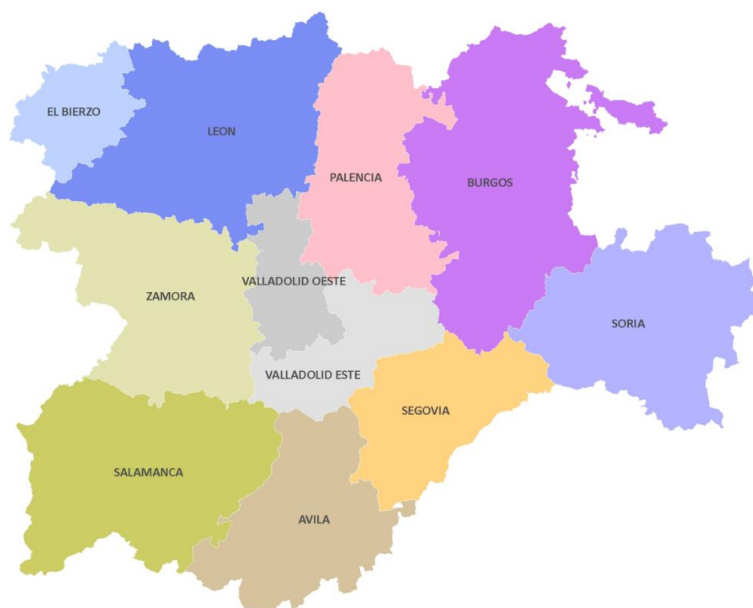 EL BIERZO
LEON
PALENCIA
BURGOS
VALLADOLID OESTE
ZAMORA
SORIA
VALLADOLID ESTE
SEGOVIA
SALAMANCA
AVILA